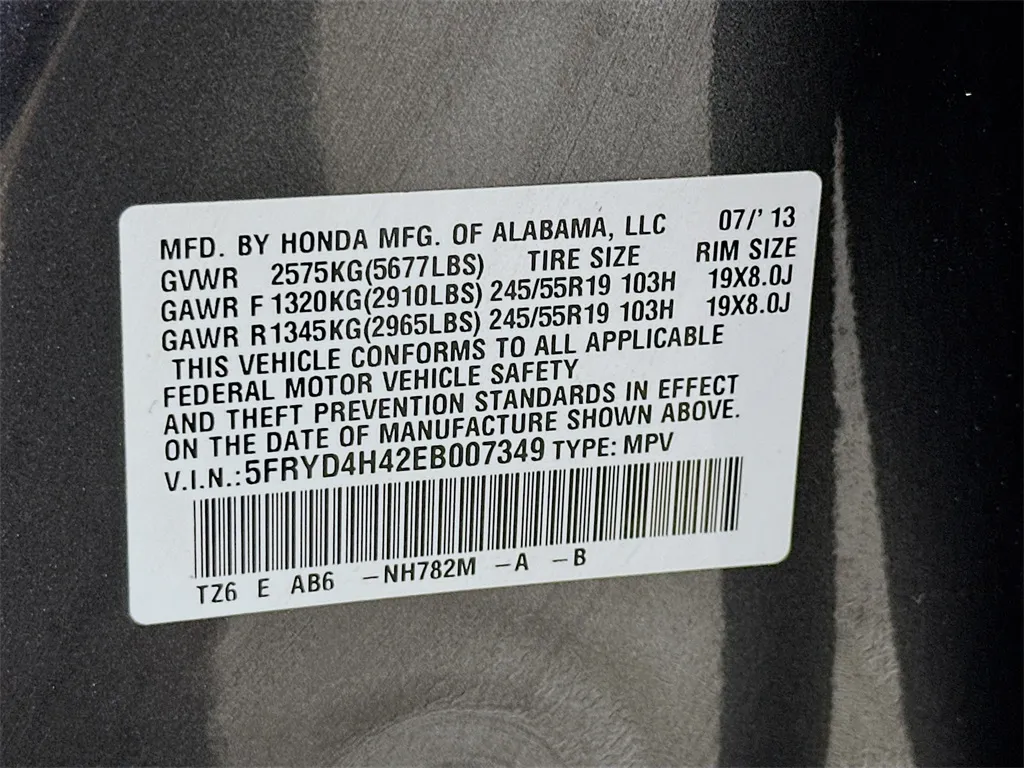 MFD. BY HONDA MFG. OF ALABAMA, LLC 07/' 13
GVWR 2575KG(5677LBS) TIRE SIZE RIM SIZE
GAWR F 1320KG(2910LBS) 245/55R19 103H 19X8.0J
GAWR R1345KG(2965LBS) 245/55R19 103H 19X8.0J
THIS VEHICLE CONFORMS TO ALL APPLICABLE
FEDERAL MOTOR VEHICLE SAFETY
AND THEFT PREVENTION STANDARDS IN EFFECT
ON THE DATE OF MANUFACTURE SHOWN ABOVE.
V.I.N.: 5FRYD4H42EB007349 TYPE: MPV
TZ6 E AB6 -NH782M -A -B